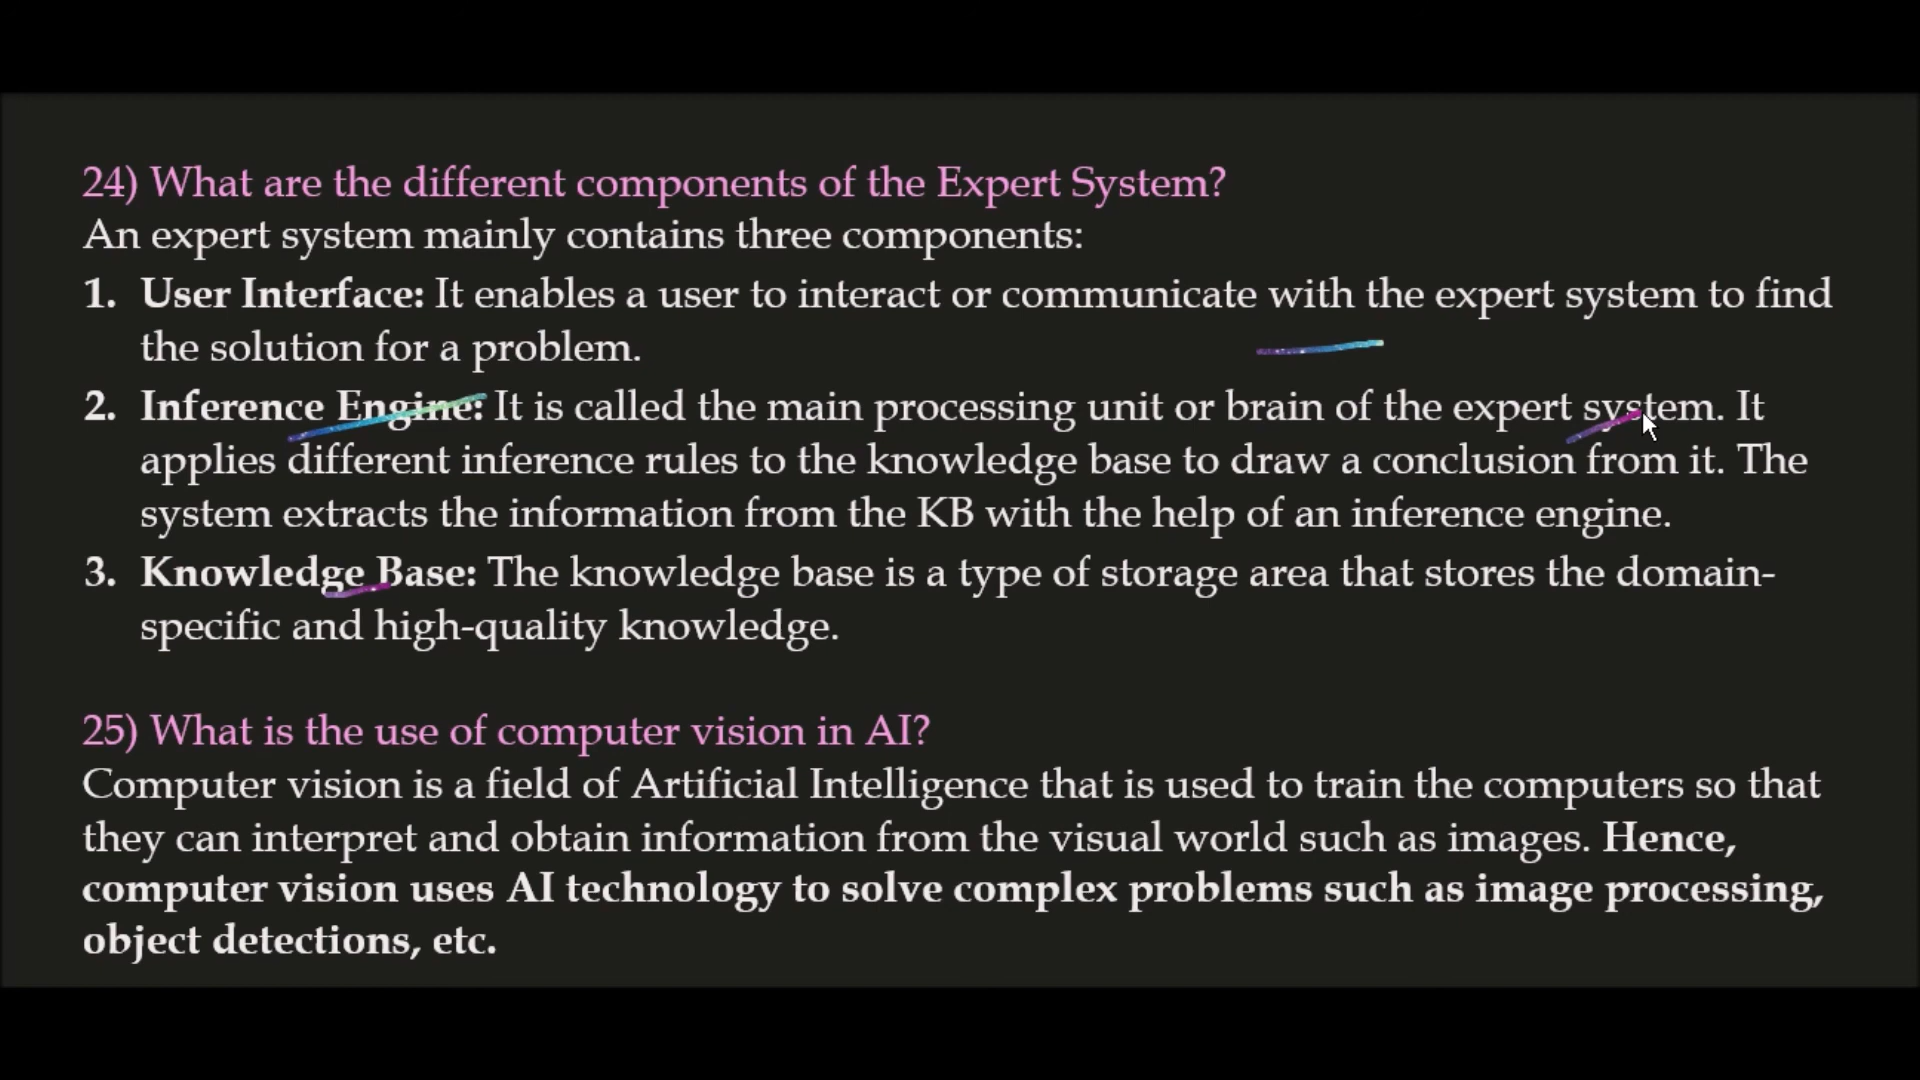 24) What are the different components of the Expert System?
An expert system mainly contains three components:
1. User Interface: It enables a user to interact or communicate with the expert system to find
the solution for a problem.
2. Inference Engine: It is called the main processing unit or brain of the expert system. It
applies different inference rules to the knowledge base to draw a conclusion from it. The
system extracts the information from the KB with the help of an inference engine.
3. Knowledge Base: The knowledge base is a type of storage area that stores the domain-
specific and high-quality knowledge.
25) What is the use of computer vision in AI?
Computer vision is a field of Artificial Intelligence that is used to train the computers so that
they can interpret and obtain information from the visual world such as images. Hence,
computer vision uses AI technology to solve complex problems such as image processing,
object detections, etc.